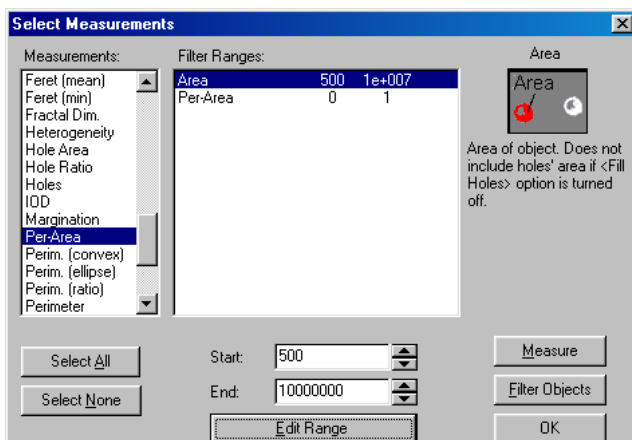 Select Measurements
Measurements:
Feret (mean)
Feret (min)
Fractal Dim.
Heterogeneity
Hole Area
Hole Ratio
Holes
IOD
Margination
Per-Area
Perim. (convex)
Perim. (ellipse)
Perim. (ratio)
Perimeter
Filter Ranges:
Area 500 1e+007
Per-Area 0 1
Area
Area
Area of object. Does not
include holes' area if <Fill
Holes> option is turned
off.
Select All
Select None
Start: 500
End: 10000000
Edit Range
Measure
Filter Objects
OK